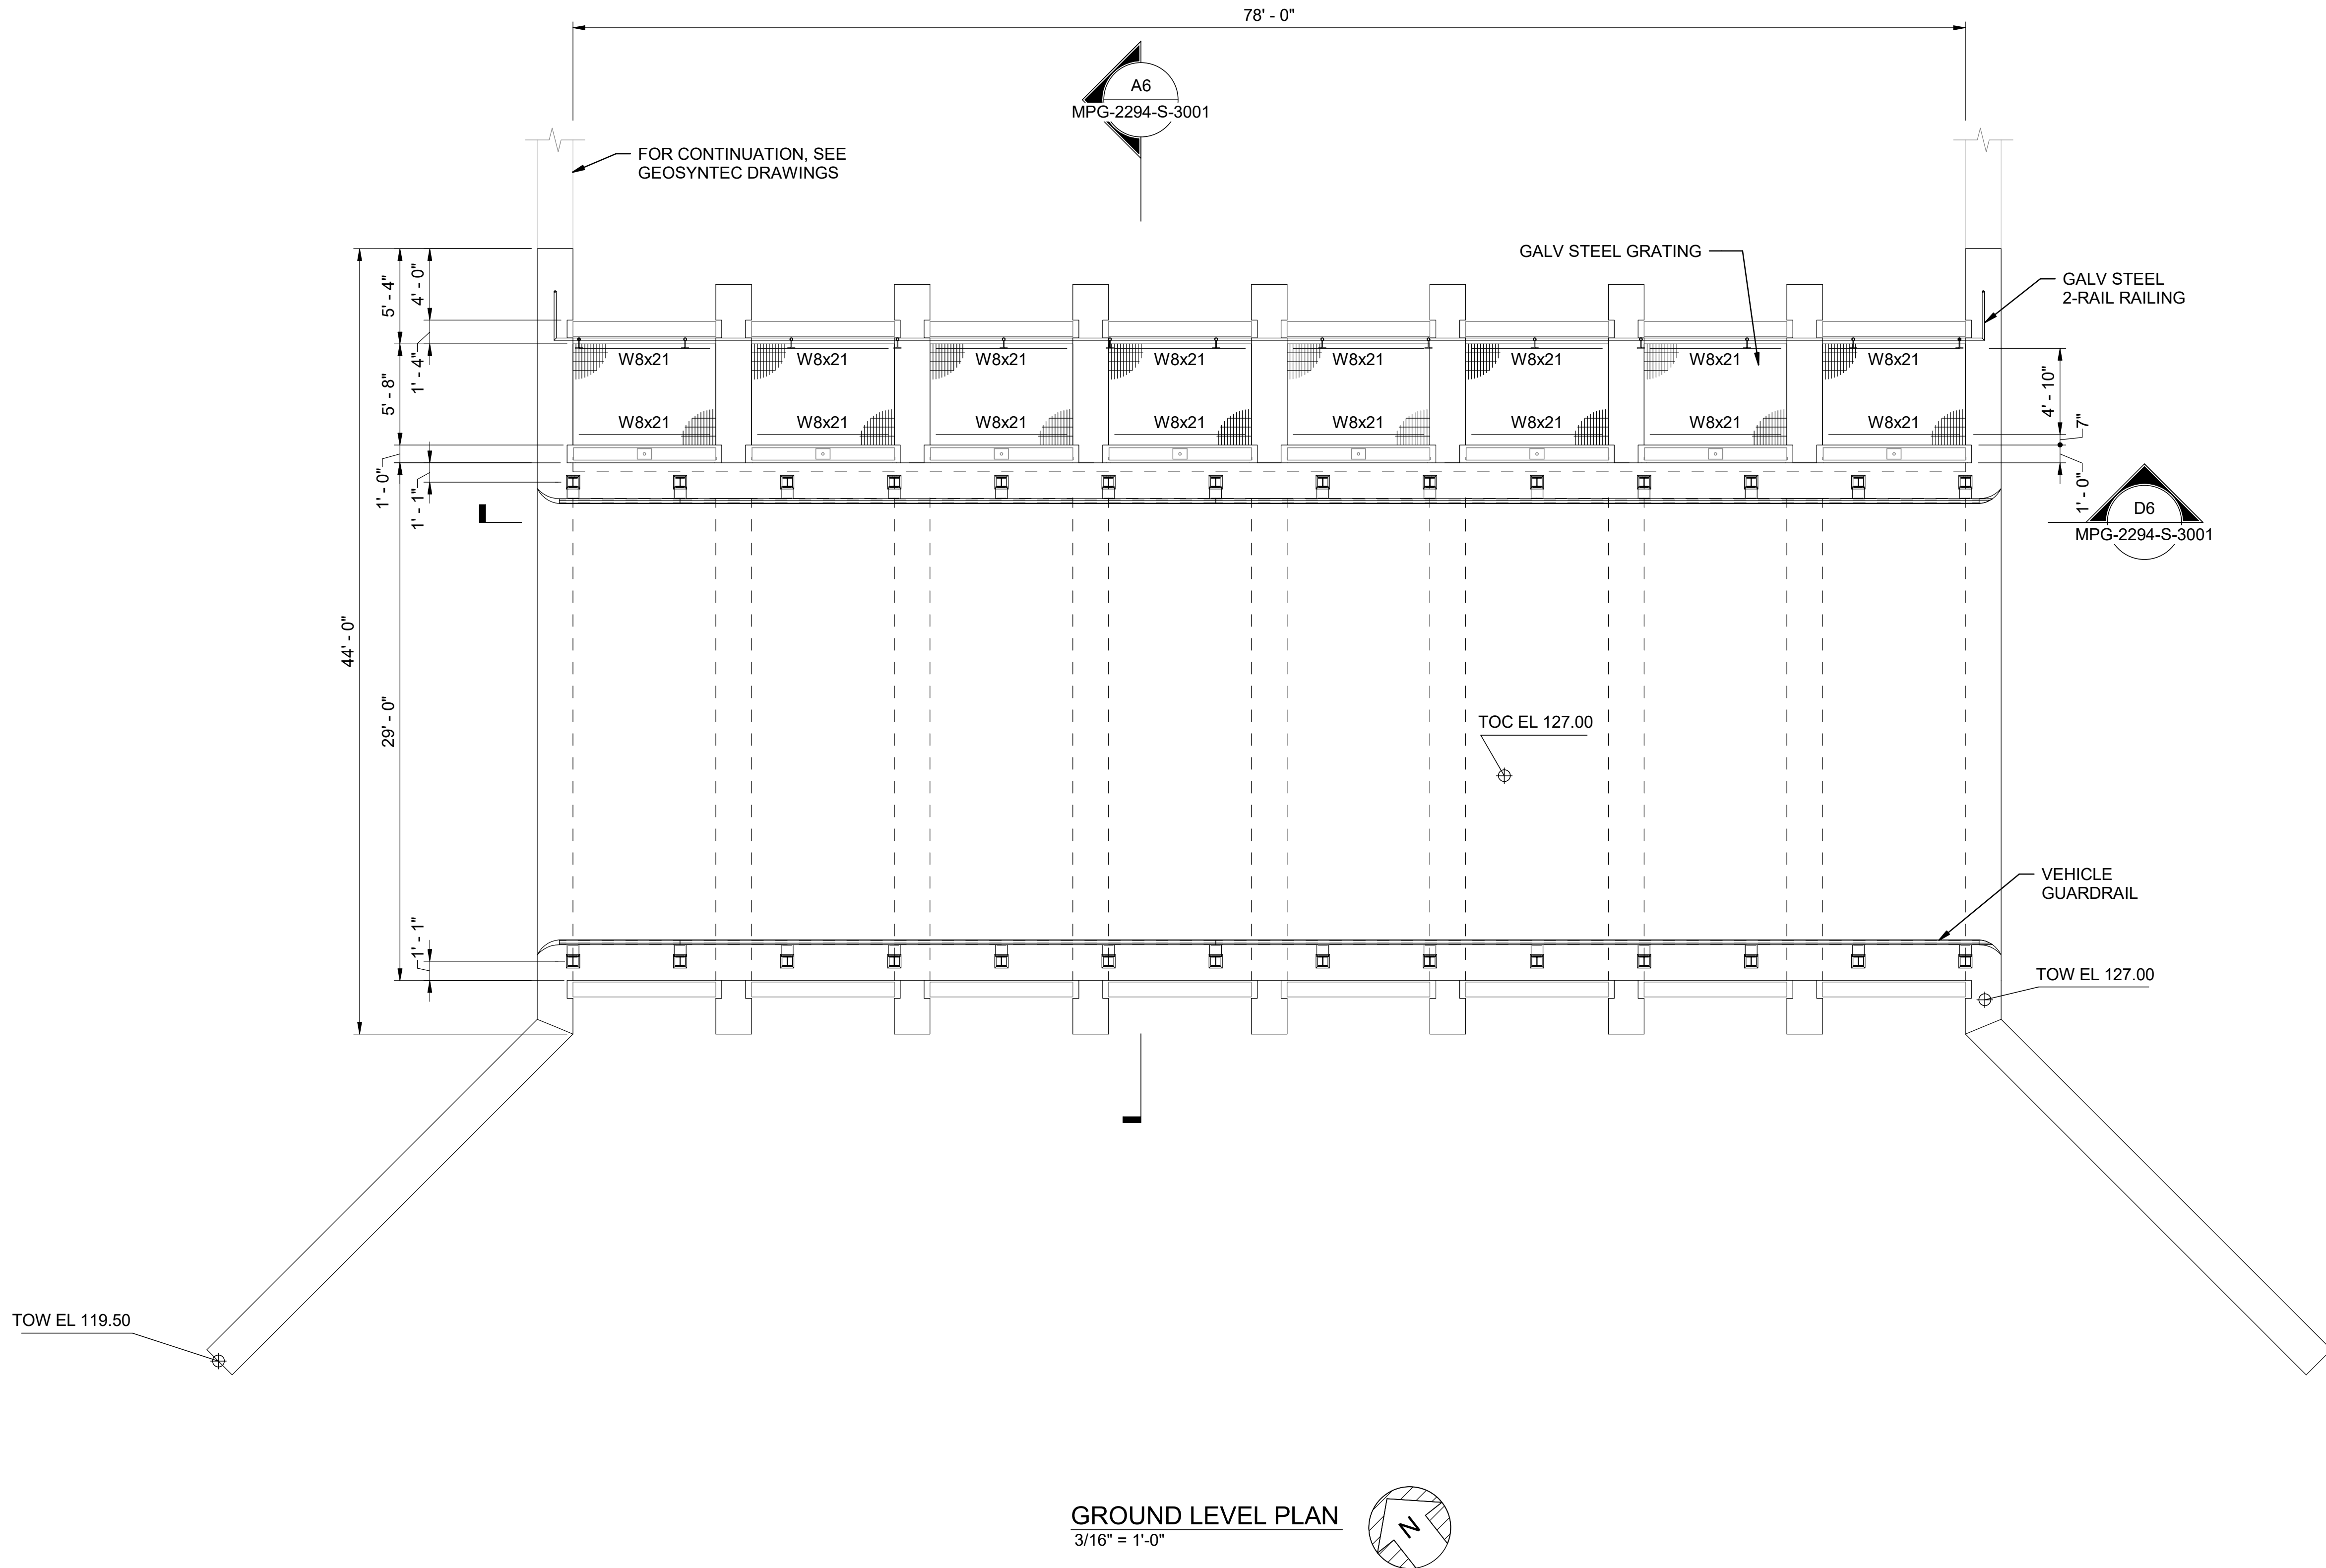 78' - 0"
A6
MPG-2294-S-3001
FOR CONTINUATION, SEE
GEOSYNTEC DRAWINGS
GALV STEEL GRATING
GALV STEEL
2-RAIL RAILING
5' - 4"
4' - 0"
1' - 4"
5' - 8"
1' - 0"
1' - 1"
W8x21 W8x21 W8x21 W8x21 W8x21 W8x21 W8x21 W8x21
W8x21 W8x21 W8x21 W8x21 W8x21 W8x21 W8x21 W8x21
4' - 10"
7"
1' - 0"
D6
MPG-2294-S-3001
44' - 0"
29' - 0"
TOC EL 127.00
VEHICLE
GUARDRAIL
1' - 1"
TOW EL 127.00
TOW EL 119.50
GROUND LEVEL PLAN
3/16" = 1'-0"
N